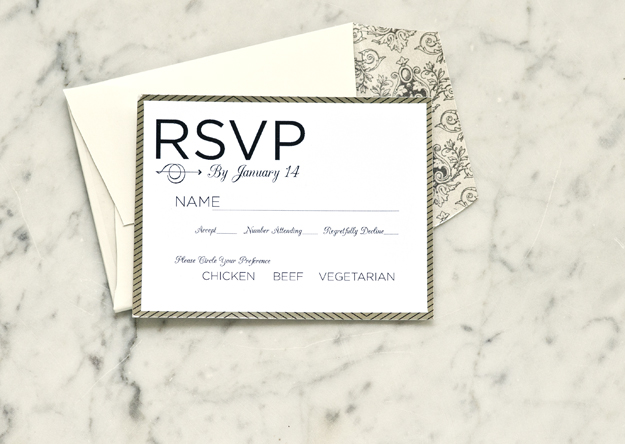 RSVP
By January 14
NAME
Accept Number Attending Regretfully Decline
Please Circle Your Preference
CHICKEN BEEF VEGETARIAN